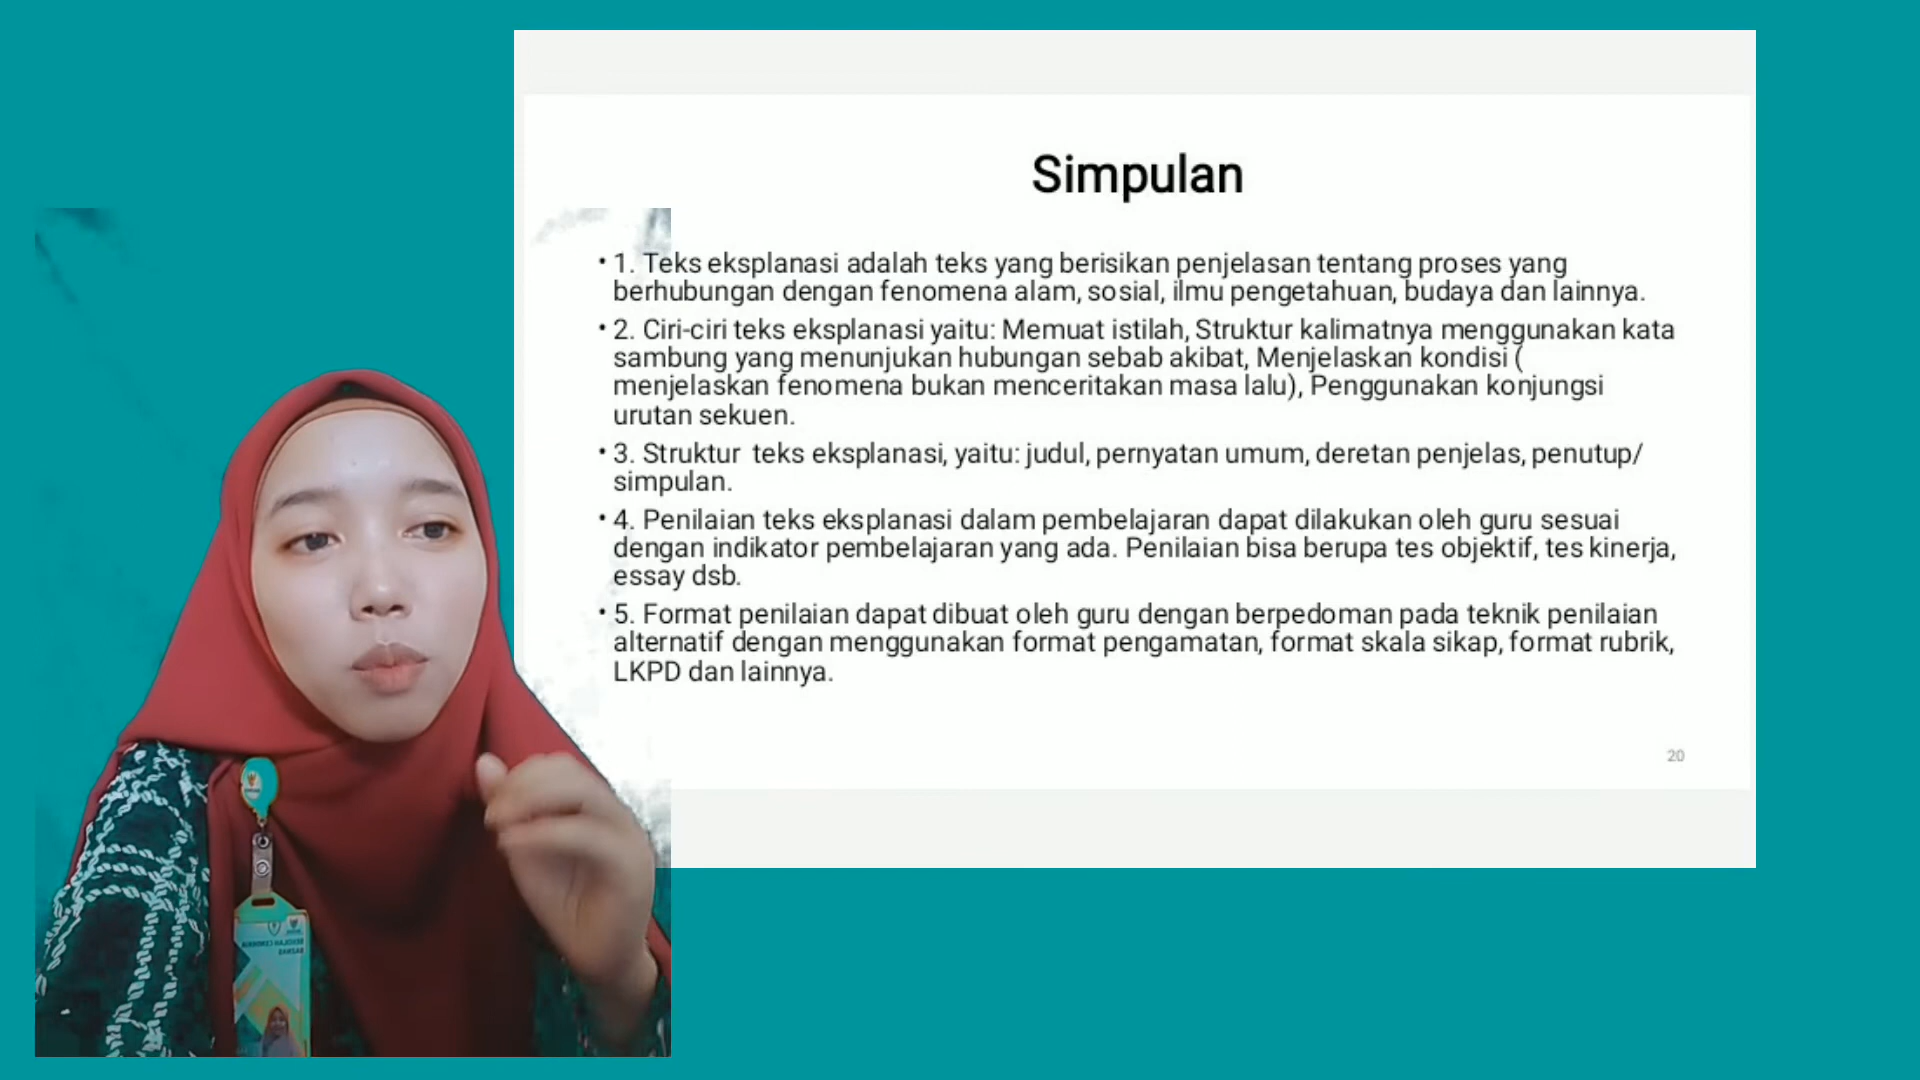 Simpulan
• 1. Teks eksplanasi adalah teks yang berisikan penjelasan tentang proses yang
berhubungan dengan fenomena alam, sosial, ilmu pengetahuan, budaya dan lainnya.
• 2. Ciri-ciri teks eksplanasi yaitu: Memuat istilah, Struktur kalimatnya menggunakan kata
sambung yang menunjukan hubungan sebab akibat, Menjelaskan kondisi (
menjelaskan fenomena bukan menceritakan masa lalu), Penggunakan konjungsi
urutan sekuen.
• 3. Struktur teks eksplanasi, yaitu: judul, pernyatan umum, deretan penjelas, penutup/
simpulan.
• 4. Penilaian teks eksplanasi dalam pembelajaran dapat dilakukan oleh guru sesuai
dengan indikator pembelajaran yang ada. Penilaian bisa berupa tes objektif, tes kinerja,
essay dsb.
• 5. Format penilaian dapat dibuat oleh guru dengan berpedoman pada teknik penilaian
alternatif dengan menggunakan format pengamatan, format skala sikap, format rubrik,
LKPD dan lainnya.
20